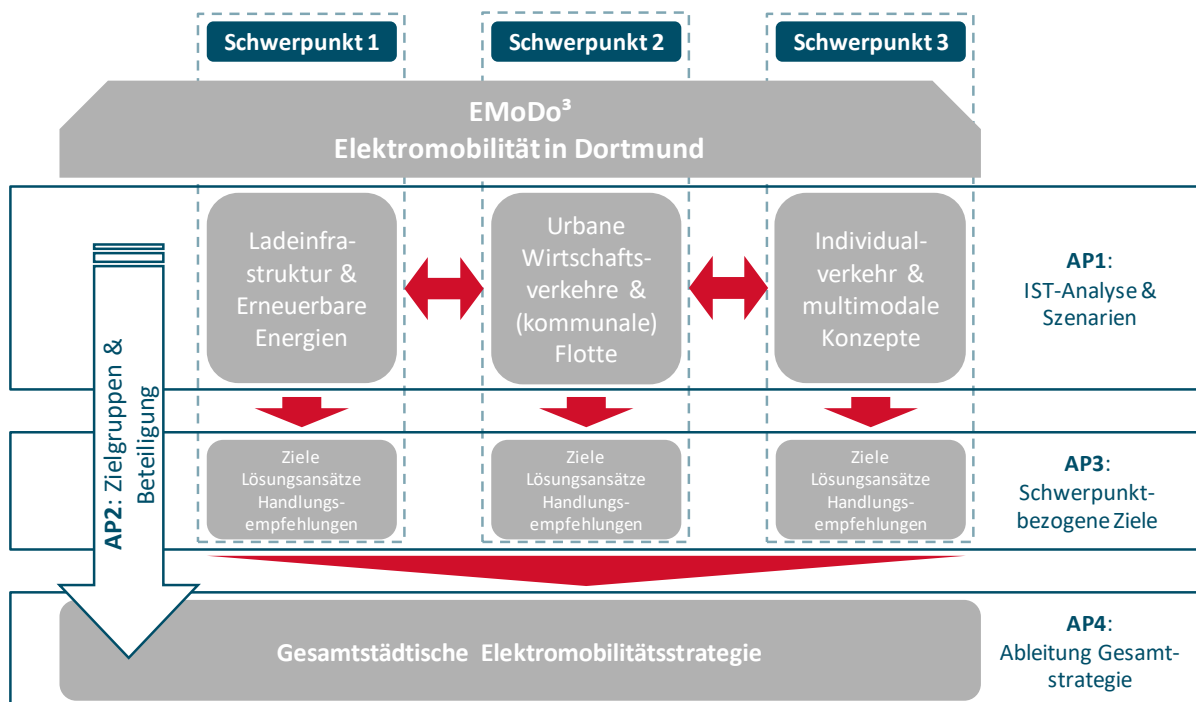 Schwerpunkt 1
Schwerpunkt 2
Schwerpunkt 3
EMoDo³
Elektromobilität in Dortmund
Ladeinfra-
struktur &
Erneuerbare
Energien
Urbane
Wirtschafts-
verkehre &
(kommunale)
Flotte
Individual-
verkehr &
multimodale
Konzepte
AP1:
IST-Analyse &
Szenarien
AP2: Zielgruppen &
Beteiligung
Ziele
Lösungsansätze
Handlungs-
empfehlungen
Ziele
Lösungsansätze
Handlungs-
empfehlungen
Ziele
Lösungsansätze
Handlungs-
empfehlungen
AP3:
Schwerpunkt-
bezogene Ziele
Gesamtstädtische Elektromobilitätsstrategie
AP4:
Ableitung Gesamt-
strategie